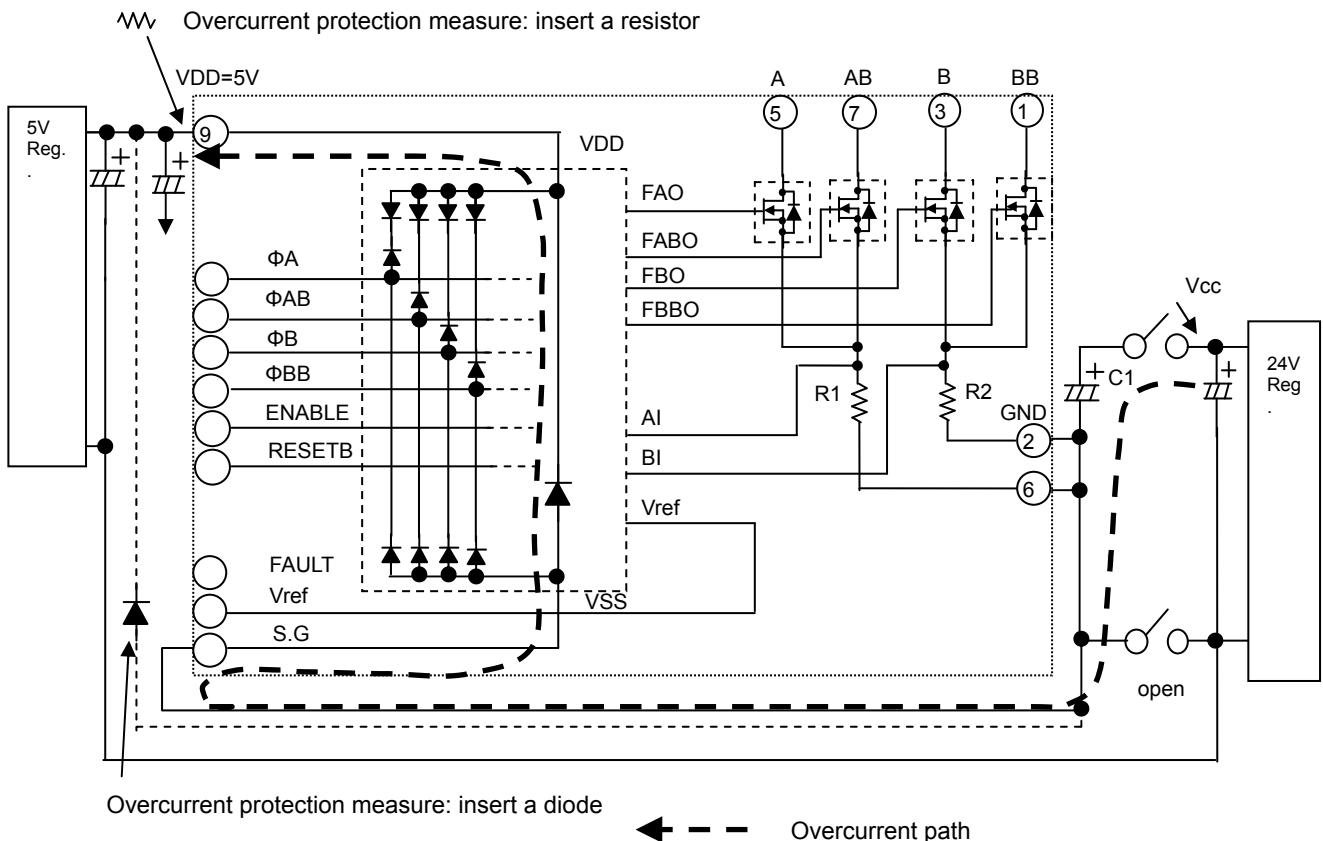 Overcurrent protection measure: insert a resistor
VDD=5V
A AB B BB
5 7 3 1
5V
Reg.
.
9
VDD
FAO
FABO
FBO
FBBO
ΦA
ΦAB
ΦB
ΦBB
ENABLE
RESETB
Vcc
+
+
+
+
C1
24V
Reg
.
R1
R2
GND
2
AI
BI
6
Vref
FAULT
Vref
VSS
S.G
open
Overcurrent protection measure: insert a diode
Overcurrent path